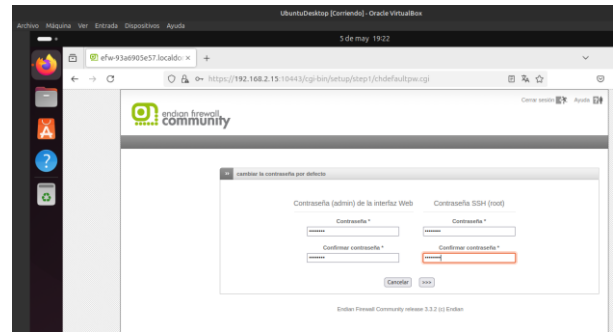 UbuntuDesktop [Corriendo] - Oracle VirtualBox
Archivo Máquina Ver Entrada Dispositivos Ayuda
5 de may 19:22
efw-93a6905e57.localdo
https://192.168.2.15:10443/cgi-bin/setup/step1/chdefaultpw.cgi
endian firewall
community
Cerrar sesión Ayuda
cambiar la contraseña por defecto
Contraseña (admin) de la interfaz Web Contraseña SSH (root)
Contraseña * Contraseña *
Confirmar contraseña * Confirmar contraseña *
Cancelar >>>
Endian Firewall Community release 3.3.2 (c) Endian